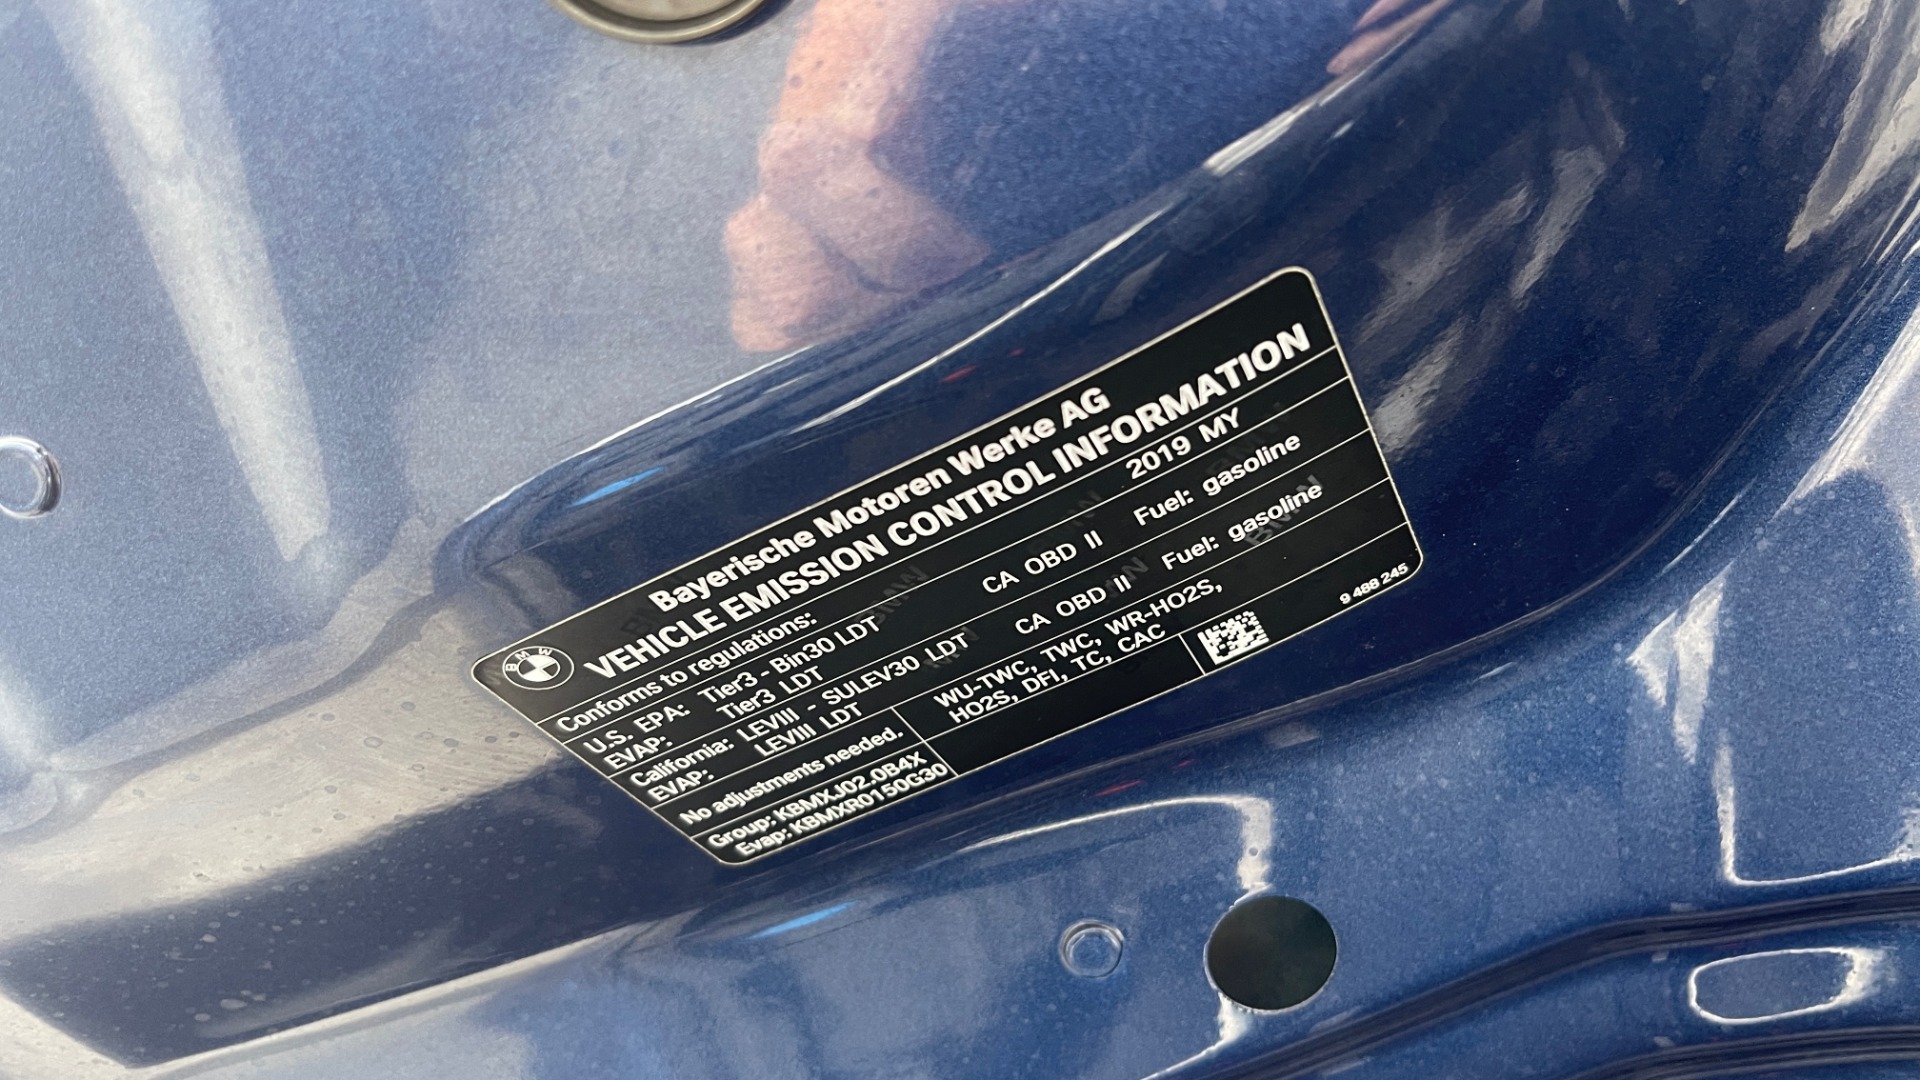 Bayerische Motoren Werke AG
BMW
VEHICLE EMISSION CONTROL INFORMATION
Conforms to regulations: 2019 MY
U.S. EPA: Tier3 - Bin30 LDT CA OBD II Fuel: gasoline
EVAP: Tier3 LDT
California: LEVIII - SULEV30 LDT CA OBD II Fuel: gasoline
EVAP: LEVIII LDT
No adjustments needed. WU-TWC, TWC, WR-HO2S,
HO2S, DFI, TC, CAC
Group: KBMXJ02.0B4X
Evap: KBMXR0150G30
9 488 245